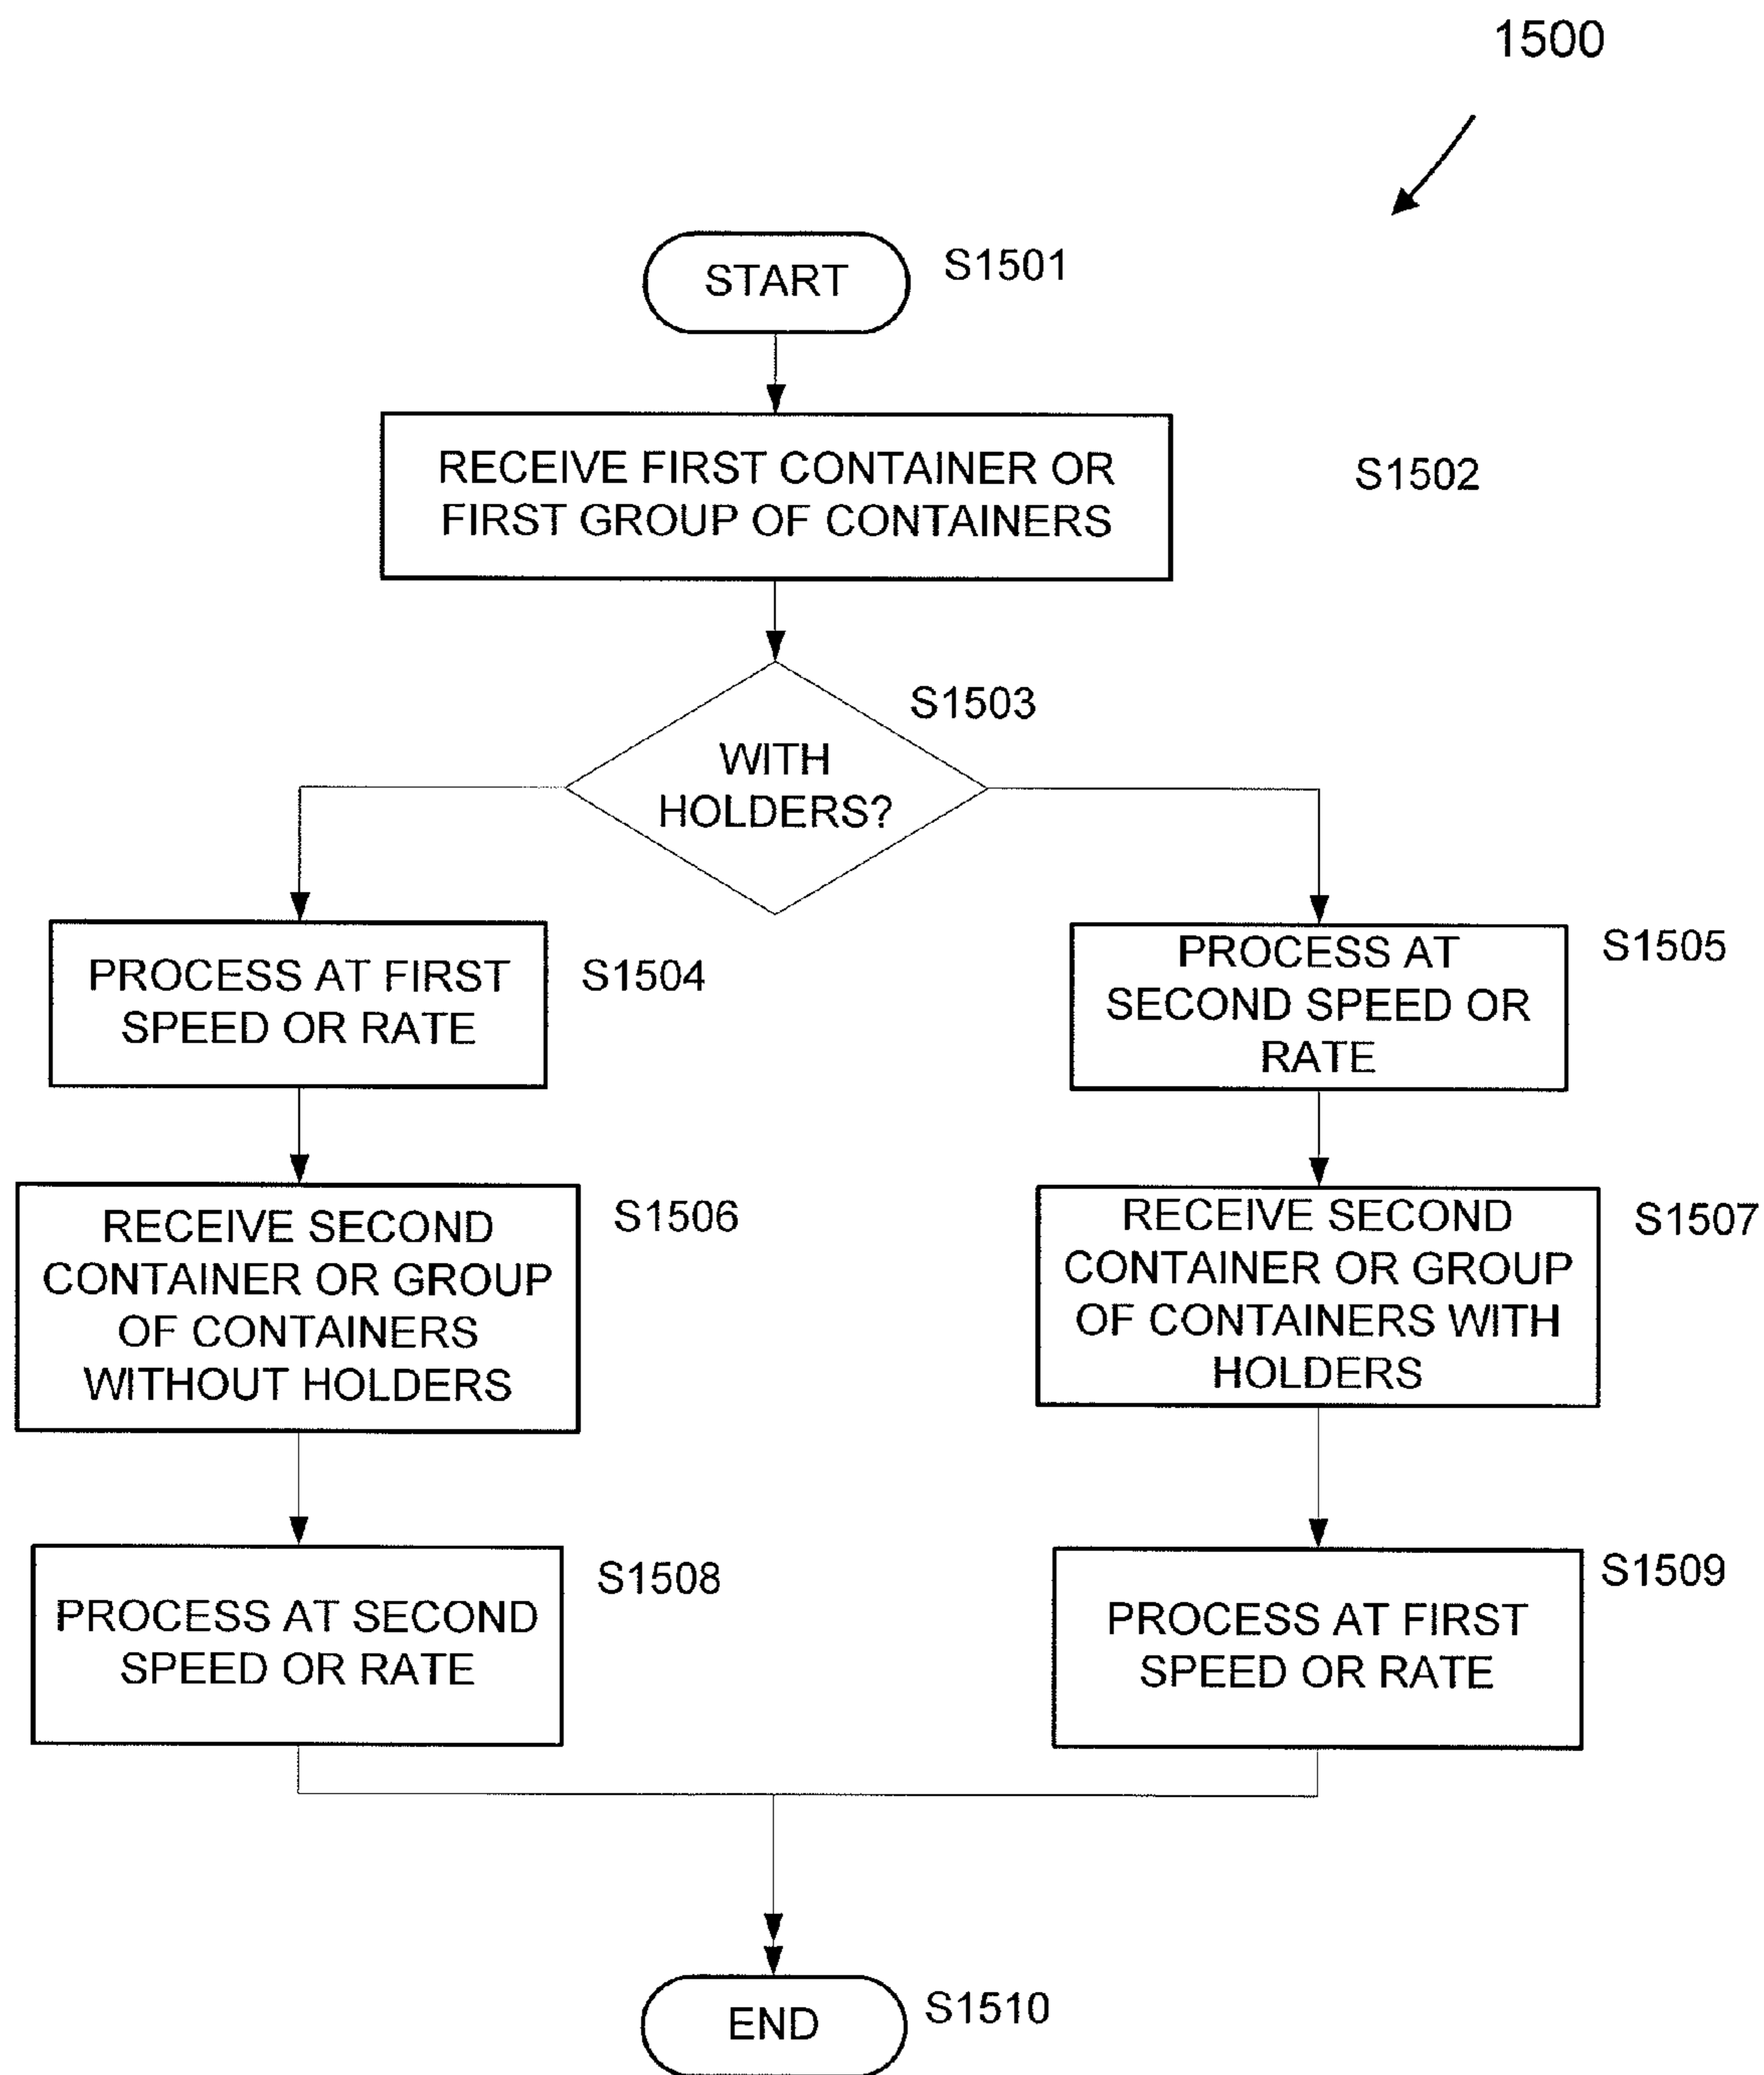 1500
START
S1501
RECEIVE FIRST CONTAINER OR
FIRST GROUP OF CONTAINERS
S1502
S1503
WITH
HOLDERS?
PROCESS AT FIRST
SPEED OR RATE
S1504
PROCESS AT
SECOND SPEED OR
RATE
S1505
RECEIVE SECOND
CONTAINER OR GROUP
OF CONTAINERS
WITHOUT HOLDERS
S1506
RECEIVE SECOND
CONTAINER OR GROUP
OF CONTAINERS WITH
HOLDERS
S1507
PROCESS AT SECOND
SPEED OR RATE
S1508
PROCESS AT FIRST
SPEED OR RATE
S1509
END
S1510